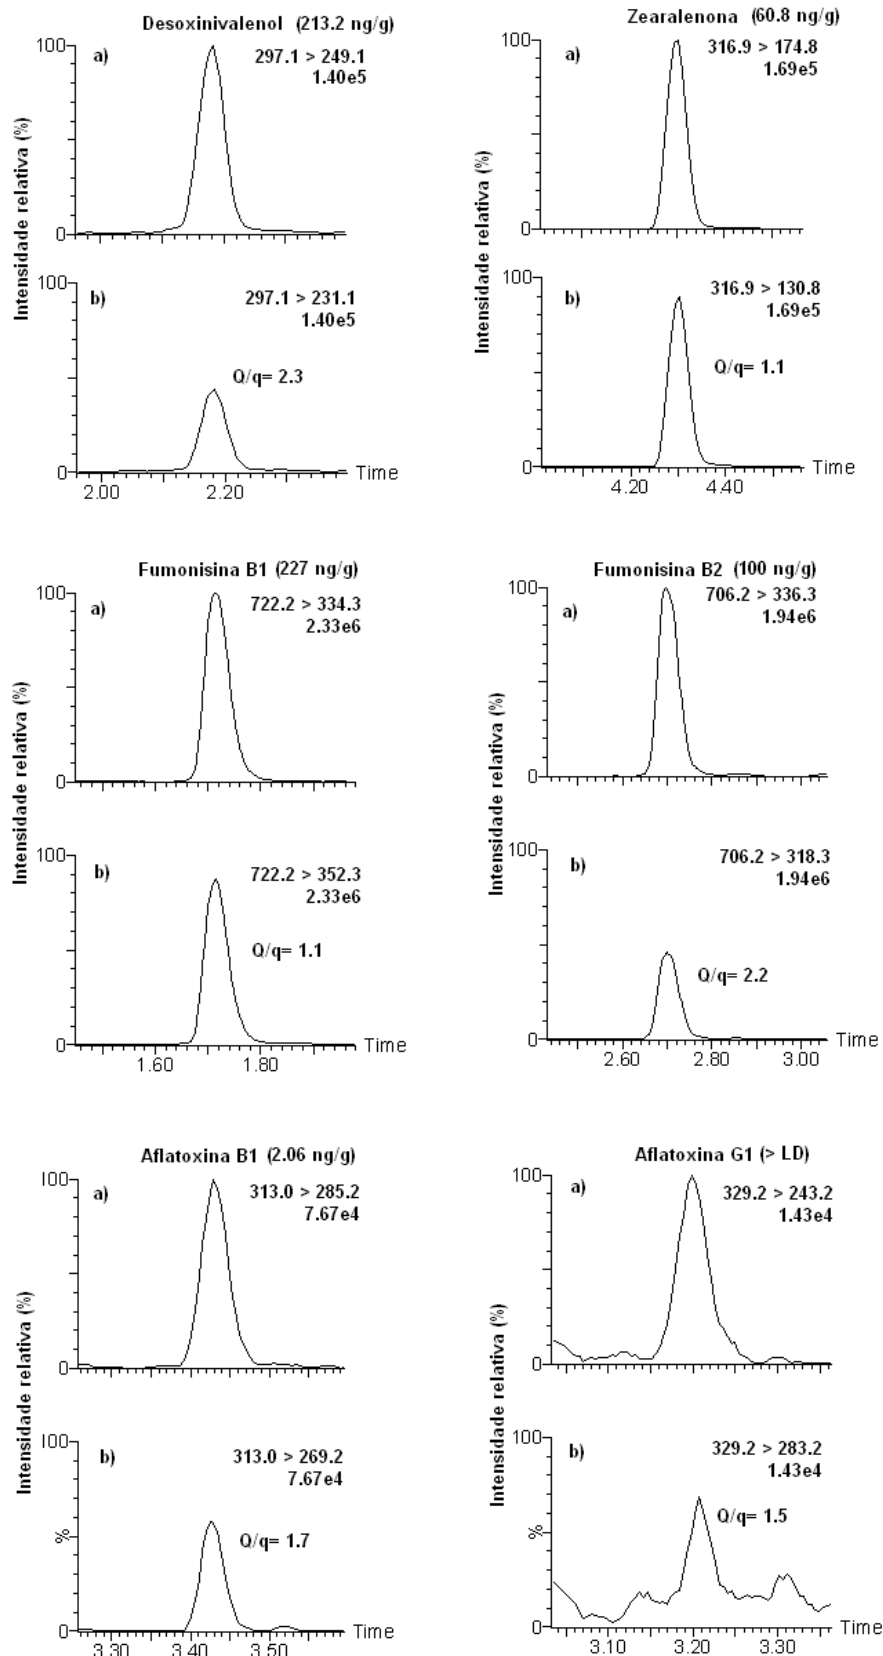 Desoxinivalenol (213.2 ng/g)
100
a)
297.1 > 249.1
1.40e5
Intensidade relativa (%)
0
100
b)
297.1 > 231.1
1.40e5
Q/q= 2.3
0
Time
2.00 2.20
Zearalenona (60.8 ng/g)
100
a)
316.9 > 174.8
1.69e5
Intensidade relativa (%)
0
100
b)
316.9 > 130.8
1.69e5
Q/q= 1.1
0
Time
4.20 4.40
Fumonisina B1 (227 ng/g)
100
a)
722.2 > 334.3
2.33e6
Intensidade relativa (%)
0
100
b)
722.2 > 352.3
2.33e6
Q/q= 1.1
0
Time
1.60 1.80
Fumonisina B2 (100 ng/g)
100
a)
706.2 > 336.3
1.94e6
Intensidade relativa (%)
0
100
b)
706.2 > 318.3
1.94e6
Q/q= 2.2
0
Time
2.60 2.80 3.00
Aflatoxina B1 (2.06 ng/g)
100
a)
313.0 > 285.2
7.67e4
Intensidade relativa (%)
0
100
b)
313.0 > 269.2
7.67e4
%
Q/q= 1.7
0
Time
3.30 3.40 3.50
Aflatoxina G1 (> LD)
100
a)
329.2 > 243.2
1.43e4
Intensidade relativa (%)
0
100
b)
329.2 > 283.2
1.43e4
%
Q/q= 1.5
0
Time
3.10 3.20 3.30